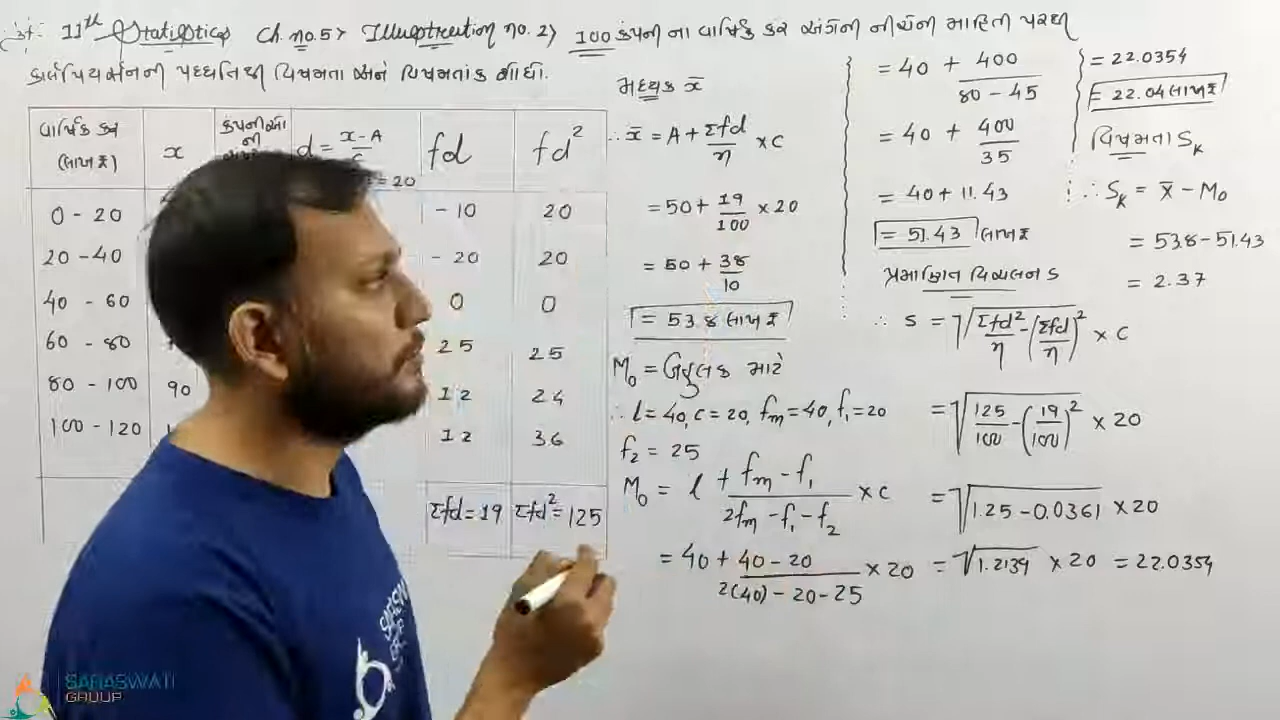 11th Statistics Ch. no. 5> Illustration no. 2> 100 કંપની ના વાર્ષિક કર અંગેની નીચેની માહિતી પરથી
કાર્લ પિયર્સનની પધ્ધતિથી વિષમતા અને વિષમતાંક શોધો.
વાર્ષિક કર (લાખ ₹) x કંપનીઓ ની d = x-A fd fd²
= 20
0 - 20 -10 20
20 - 40 -20 20
40 - 60 0 0
60 - 80 25 25
80 - 100 90 12 24
100 - 120 12 36
Σfd = 19 Σfd² = 125
મધ્યક x̄
∴ x̄ = A + Σfd/n × C
= 50 + 19/100 × 20
= 50 + 38/10
= 53.8 લાખ ₹
M₀ = બહુલક માટે
∴ l = 40, c = 20, fm = 40, f₁ = 20
f₂ = 25
M₀ = l + fm - f₁ / 2fm - f₁ - f₂ × C
= 40 + 40 - 20 / 2(40) - 20 - 25 × 20
= 40 + 400 / 80 - 45
= 40 + 400 / 35
= 40 + 11.43
= 51.43 લાખ ₹
પ્રમાણિત વિચલન s
∴ s = √(Σfd²/n - (Σfd/n)²) × C
= √(125/100 - (19/100)²) × 20
= √(1.25 - 0.0361) × 20
= √1.2139 × 20 = 22.0354
= 22.0354
= 22.04 લાખ ₹
વિષમતા Sk
∴ Sk = x̄ - M₀
= 53.8 - 51.43
= 2.37
SARASWATI
GROUP
SARASWATI
GROUP